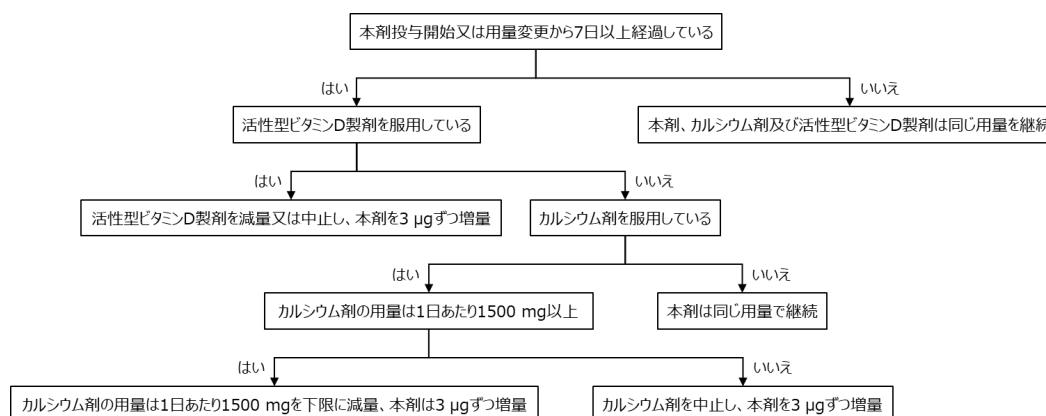 本剤投与開始又は用量変更から7日以上経過している
はい
いいえ
活性型ビタミンD製剤を服用している
本剤、カルシウム剤及び活性型ビタミンD製剤は同じ用量を継続
はい
いいえ
活性型ビタミンD製剤を減量又は中止し、本剤を3 µgずつ増量
カルシウム剤を服用している
はい
いいえ
カルシウム剤の用量は1日あたり1500 mg以上
本剤は同じ用量で継続
はい
いいえ
カルシウム剤の用量は1日あたり1500 mgを下限に減量、本剤は3 µgずつ増量
カルシウム剤を中止し、本剤を3 µgずつ増量